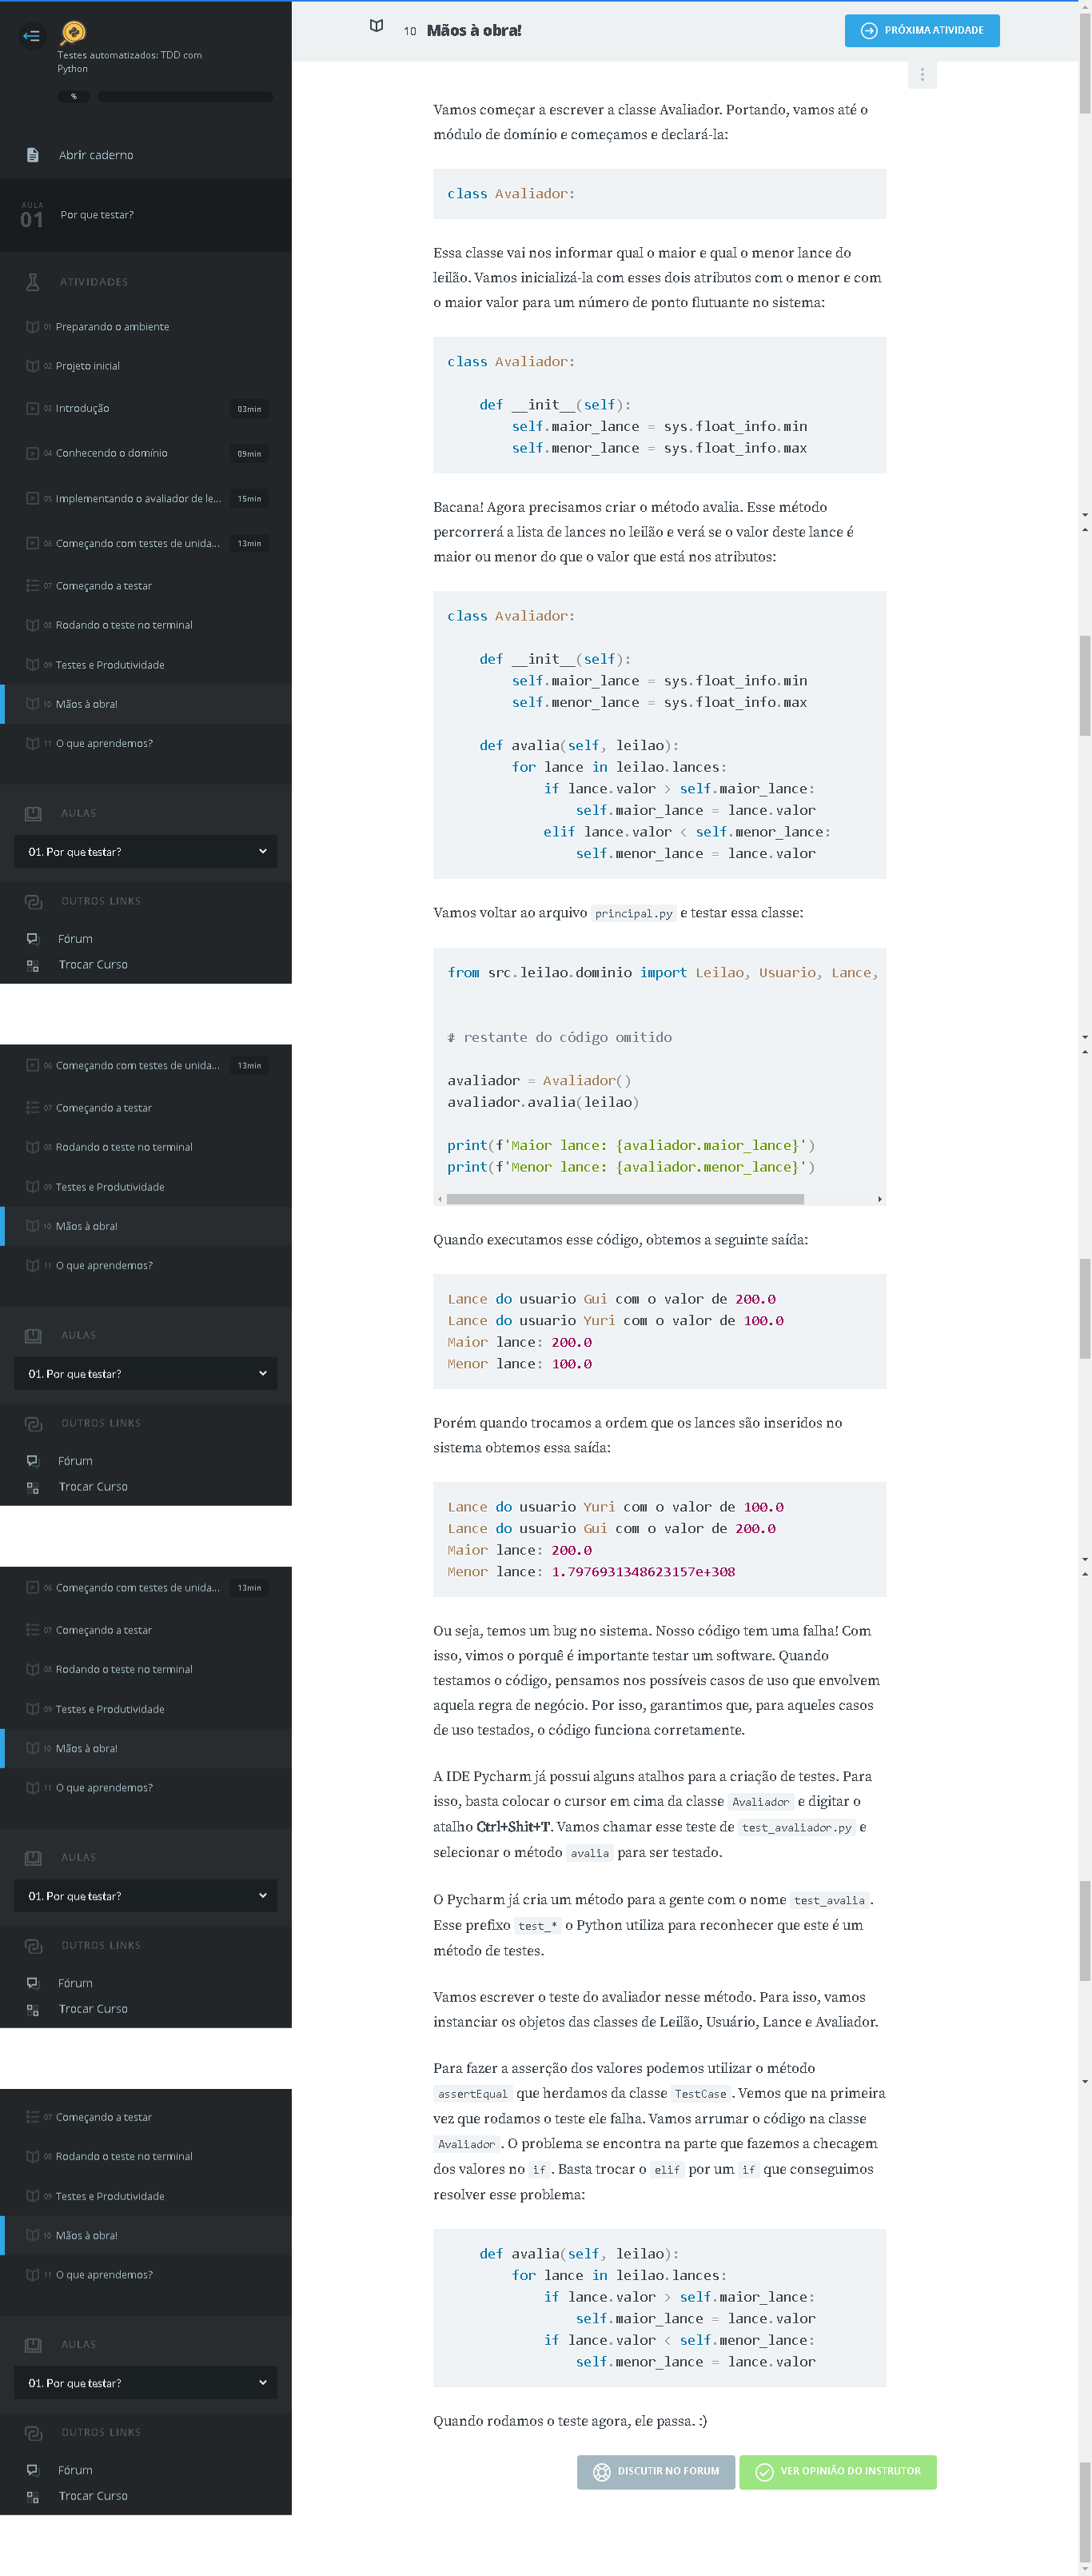 Testes automatizados: TDD com
Python
%
Abrir caderno
AULA
01
Por que testar?
ATIVIDADES
01 Preparando o ambiente
02 Projeto inicial
03 Introdução 03min
04 Conhecendo o domínio 09min
05 Implementando o avaliador de le... 15min
06 Começando com testes de unida... 13min
07 Começando a testar
08 Rodando o teste no terminal
09 Testes e Produtividade
10 Mãos à obra!
11 O que aprendemos?
AULAS
01. Por que testar?
OUTROS LINKS
Fórum
Trocar Curso
06 Começando com testes de unida... 13min
07 Começando a testar
08 Rodando o teste no terminal
09 Testes e Produtividade
10 Mãos à obra!
11 O que aprendemos?
AULAS
01. Por que testar?
OUTROS LINKS
Fórum
Trocar Curso
06 Começando com testes de unida... 13min
07 Começando a testar
08 Rodando o teste no terminal
09 Testes e Produtividade
10 Mãos à obra!
11 O que aprendemos?
AULAS
01. Por que testar?
OUTROS LINKS
Fórum
Trocar Curso
07 Começando a testar
08 Rodando o teste no terminal
09 Testes e Produtividade
10 Mãos à obra!
11 O que aprendemos?
AULAS
01. Por que testar?
OUTROS LINKS
Fórum
Trocar Curso
10 Mãos à obra!
PRÓXIMA ATIVIDADE
Vamos começar a escrever a classe Avaliador. Portando, vamos até o
módulo de domínio e começamos e declará-la:
class Avaliador:
Essa classe vai nos informar qual o maior e qual o menor lance do
leilão. Vamos inicializá-la com esses dois atributos com o menor e com
o maior valor para um número de ponto flutuante no sistema:
class Avaliador:
    def __init__(self):
        self.maior_lance = sys.float_info.min
        self.menor_lance = sys.float_info.max
Bacana! Agora precisamos criar o método avalia. Esse método
percorrerá a lista de lances no leilão e verá se o valor deste lance é
maior ou menor do que o valor que está nos atributos:
class Avaliador:
    def __init__(self):
        self.maior_lance = sys.float_info.min
        self.menor_lance = sys.float_info.max
    def avalia(self, leilao):
        for lance in leilao.lances:
            if lance.valor > self.maior_lance:
                self.maior_lance = lance.valor
            elif lance.valor < self.menor_lance:
                self.menor_lance = lance.valor
Vamos voltar ao arquivo principal.py e testar essa classe:
from src.leilao.dominio import Leilao, Usuario, Lance,
# restante do código omitido
avaliador = Avaliador()
avaliador.avalia(leilao)
print(f'Maior lance: {avaliador.maior_lance}')
print(f'Menor lance: {avaliador.menor_lance}')
Quando executamos esse código, obtemos a seguinte saída:
Lance do usuario Gui com o valor de 200.0
Lance do usuario Yuri com o valor de 100.0
Maior lance: 200.0
Menor lance: 100.0
Porém quando trocamos a ordem que os lances são inseridos no
sistema obtemos essa saída:
Lance do usuario Yuri com o valor de 100.0
Lance do usuario Gui com o valor de 200.0
Maior lance: 200.0
Menor lance: 1.7976931348623157e+308
Ou seja, temos um bug no sistema. Nosso código tem uma falha! Com
isso, vimos o porquê é importante testar um software. Quando
testamos o código, pensamos nos possíveis casos de uso que envolvem
aquela regra de negócio. Por isso, garantimos que, para aqueles casos
de uso testados, o código funciona corretamente.
A IDE Pycharm já possui alguns atalhos para a criação de testes. Para
isso, basta colocar o cursor em cima da classe Avaliador e digitar o
atalho Ctrl+Shit+T. Vamos chamar esse teste de test_avaliador.py e
selecionar o método avalia para ser testado.
O Pycharm já cria um método para a gente com o nome test_avalia.
Esse prefixo test_* o Python utiliza para reconhecer que este é um
método de testes.
Vamos escrever o teste do avaliador nesse método. Para isso, vamos
instanciar os objetos das classes de Leilão, Usuário, Lance e Avaliador.
Para fazer a asserção dos valores podemos utilizar o método
assertEqual que herdamos da classe TestCase. Vemos que na primeira
vez que rodamos o teste ele falha. Vamos arrumar o código na classe
Avaliador. O problema se encontra na parte que fazemos a checagem
dos valores no if. Basta trocar o elif por um if que conseguimos
resolver esse problema:
    def avalia(self, leilao):
        for lance in leilao.lances:
            if lance.valor > self.maior_lance:
                self.maior_lance = lance.valor
            if lance.valor < self.menor_lance:
                self.menor_lance = lance.valor
Quando rodamos o teste agora, ele passa. :)
DISCUTIR NO FORUM
VER OPINIÃO DO INSTRUTOR